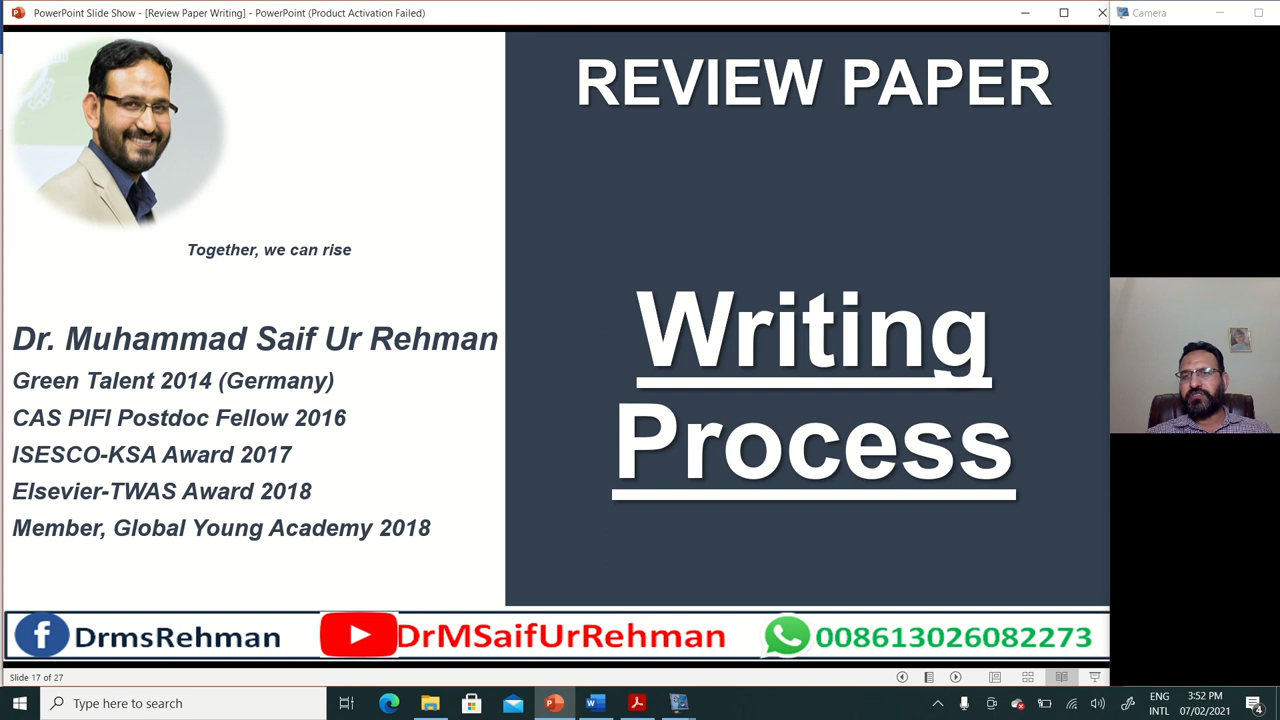 PowerPoint Slide Show - [Review Paper Writing] - PowerPoint (Product Activation Failed)
Camera
REVIEW PAPER
Together, we can rise
Writing
Process
Dr. Muhammad Saif Ur Rehman
Green Talent 2014 (Germany)
CAS PIFI Postdoc Fellow 2016
ISESCO-KSA Award 2017
Elsevier-TWAS Award 2018
Member, Global Young Academy 2018
DrmsRehman
DrMSaifUrRehman
008613026082273
Slide 17 of 27
Type here to search
ENG
INTL
3:52 PM
07/02/2021
4